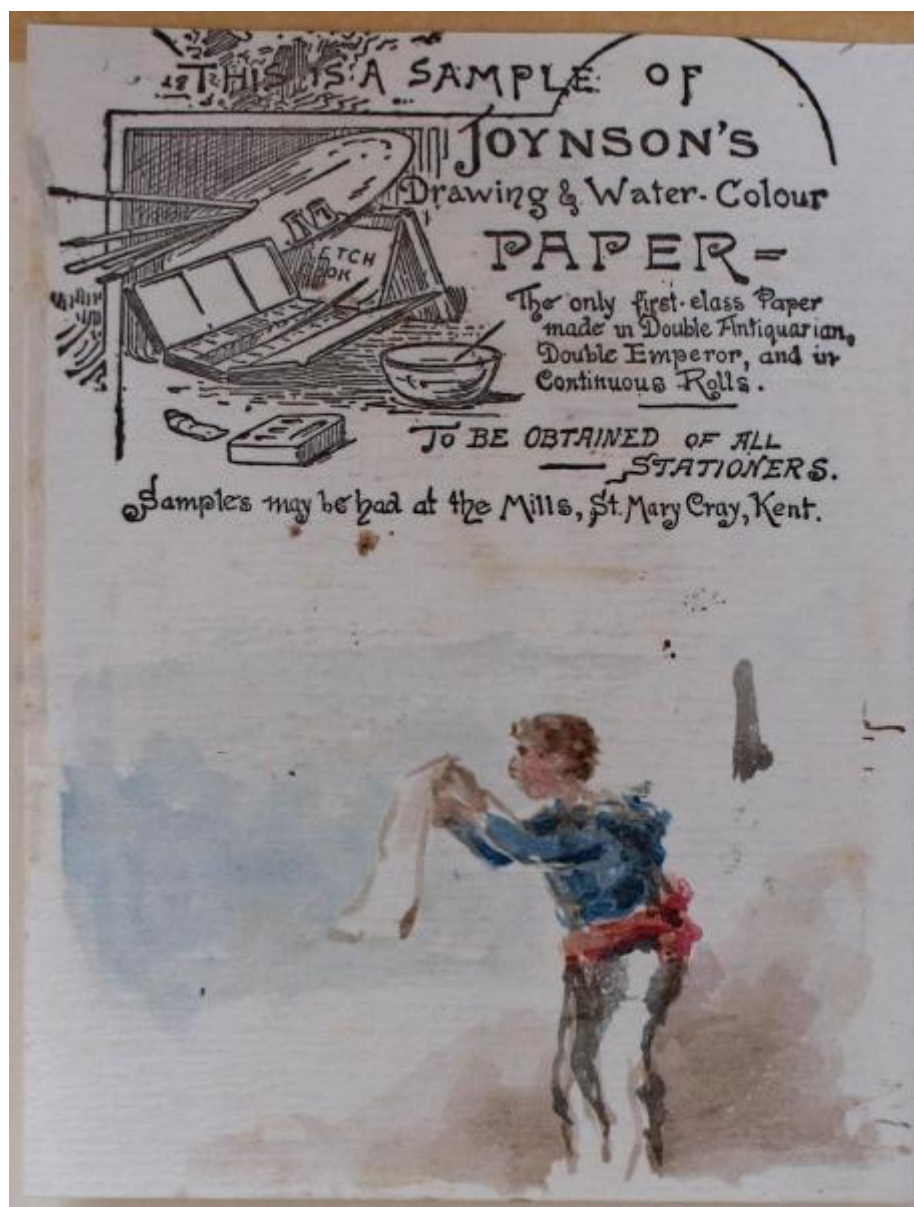 THIS IS A SAMPLE OF
JOYNSON'S
Drawing & Water-Colour
PAPER-
ETCH
OK
The only first-class Paper
made in Double Antiquarian,
Double Emperor, and in
Continuous Rolls.
TO BE OBTAINED OF ALL
STATIONERS.
Samples may be had at the Mills, St. Mary Cray, Kent.